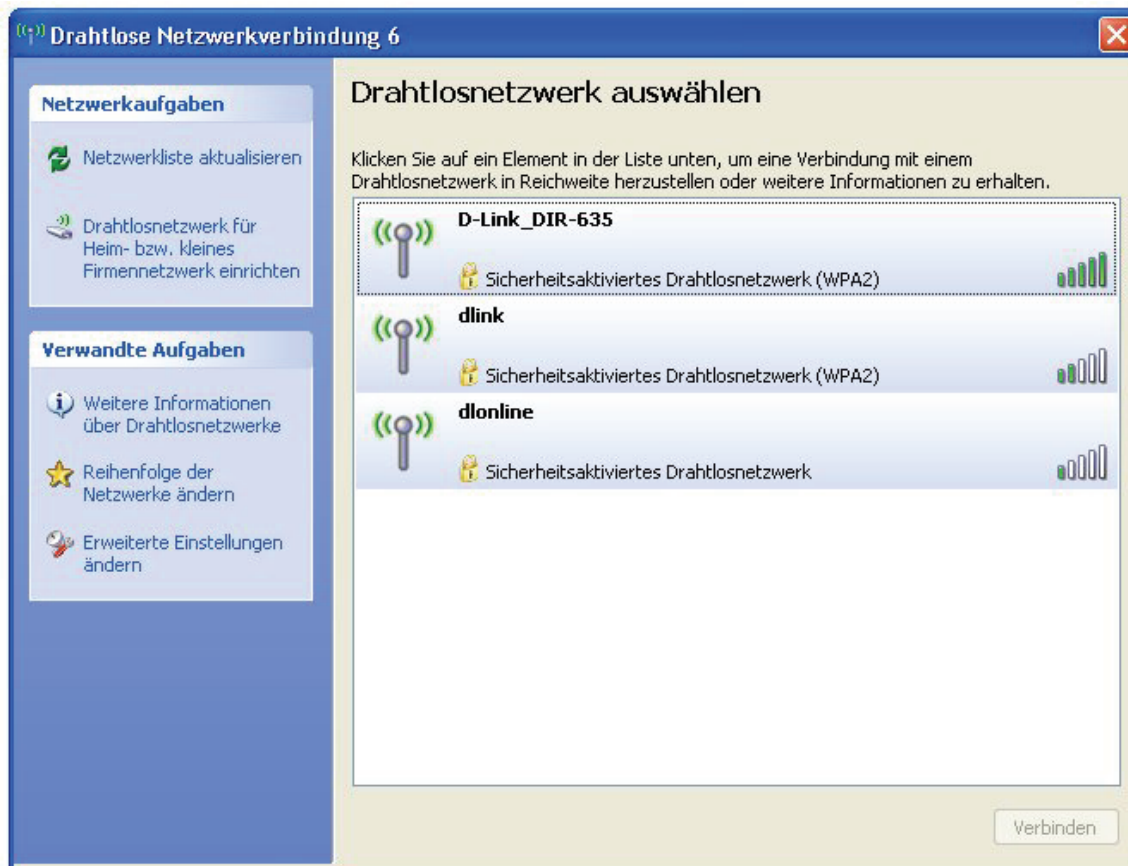 Drahtlose Netzwerkverbindung 6
Netzwerkaufgaben
Netzwerkliste aktualisieren
Drahtlosnetzwerk für
Heim- bzw. kleines
Firmennetzwerk einrichten
Verwandte Aufgaben
Weitere Informationen
über Drahtlosnetzwerke
Reihenfolge der
Netzwerke ändern
Erweiterte Einstellungen
ändern
Drahtlosnetzwerk auswählen
Klicken Sie auf ein Element in der Liste unten, um eine Verbindung mit einem
Drahtlosnetzwerk in Reichweite herzustellen oder weitere Informationen zu erhalten.
D-Link_DIR-635
Sicherheitsaktiviertes Drahtlosnetzwerk (WPA2)
dlink
Sicherheitsaktiviertes Drahtlosnetzwerk (WPA2)
dlonline
Sicherheitsaktiviertes Drahtlosnetzwerk
Verbinden